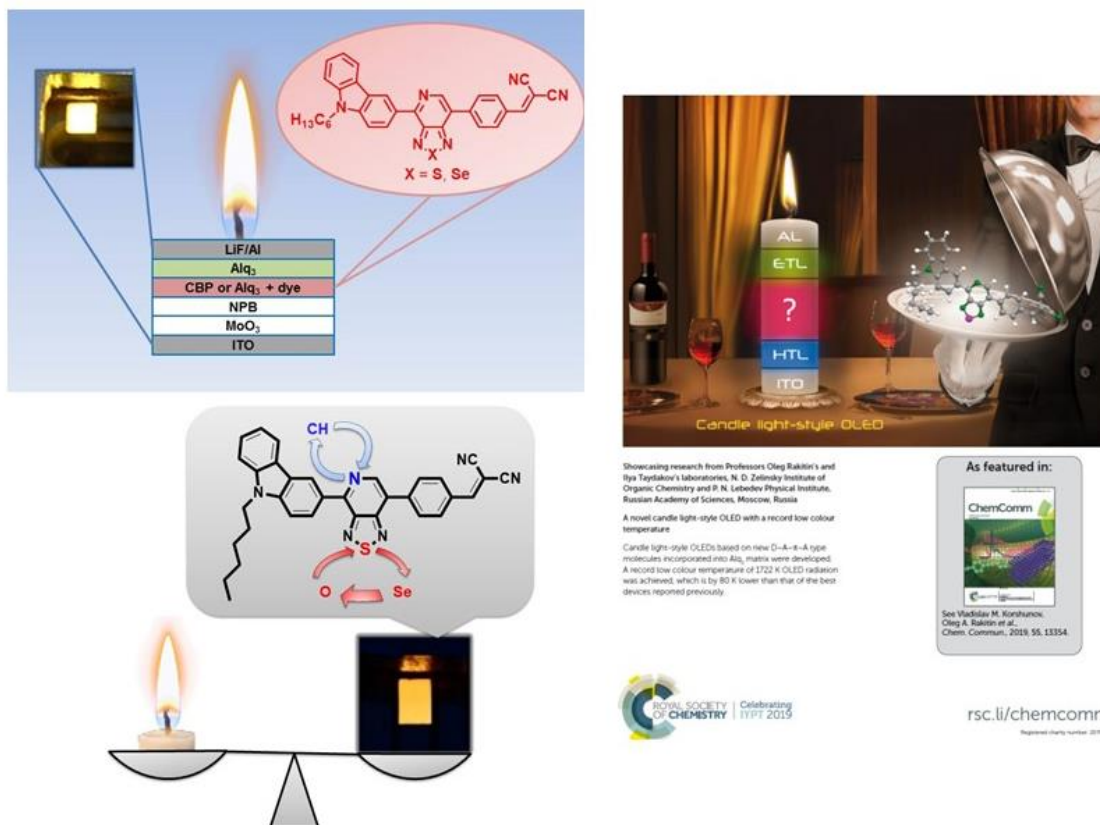 NC
CN
N
N
H₁₃C₆
N
N
X
X = S, Se
LiF/Al
Alq₃
CBP or Alq₃ + dye
NPB
MoO₃
ITO
CH
NC
CN
N
N
N
N
S
O
Se
AL
ETL
?
HTL
ITO
Candle light-style OLED
Showcasing research from Professors Oleg Rakitin's and
Ilya Taydakov's laboratories, N. D. Zelinsky Institute of
Organic Chemistry and P. N. Lebedev Physical Institute,
Russian Academy of Sciences, Moscow, Russia
A novel candle light-style OLED with a record low colour
temperature
Candle light-style OLEDs based on new D–A–π–A type
molecules incorporated into Alq₃ matrix were developed.
A record low colour temperature of 1722 K OLED radiation
was achieved, which is by 80 K lower than that of the best
devices reported previously.
As featured in:
ChemComm
See Vladislav M. Korshunov,
Oleg A. Rakitin et al.,
Chem. Commun., 2019, 55, 13354.
ROYAL SOCIETY
OF CHEMISTRY
Celebrating
IYPT 2019
rsc.li/chemcomm
Registered charity number: